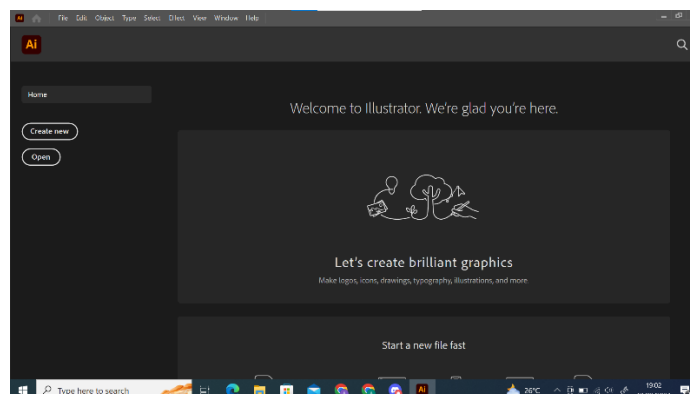 Ai File Edit Object Type Select Effect View Window Help
Ai
Home
Welcome to Illustrator. We're glad you're here.
Create new
Open
Let's create brilliant graphics
Make logos, icons, drawings, typography, illustrations, and more.
Start a new file fast
Type here to search
Ai
26°C
1902